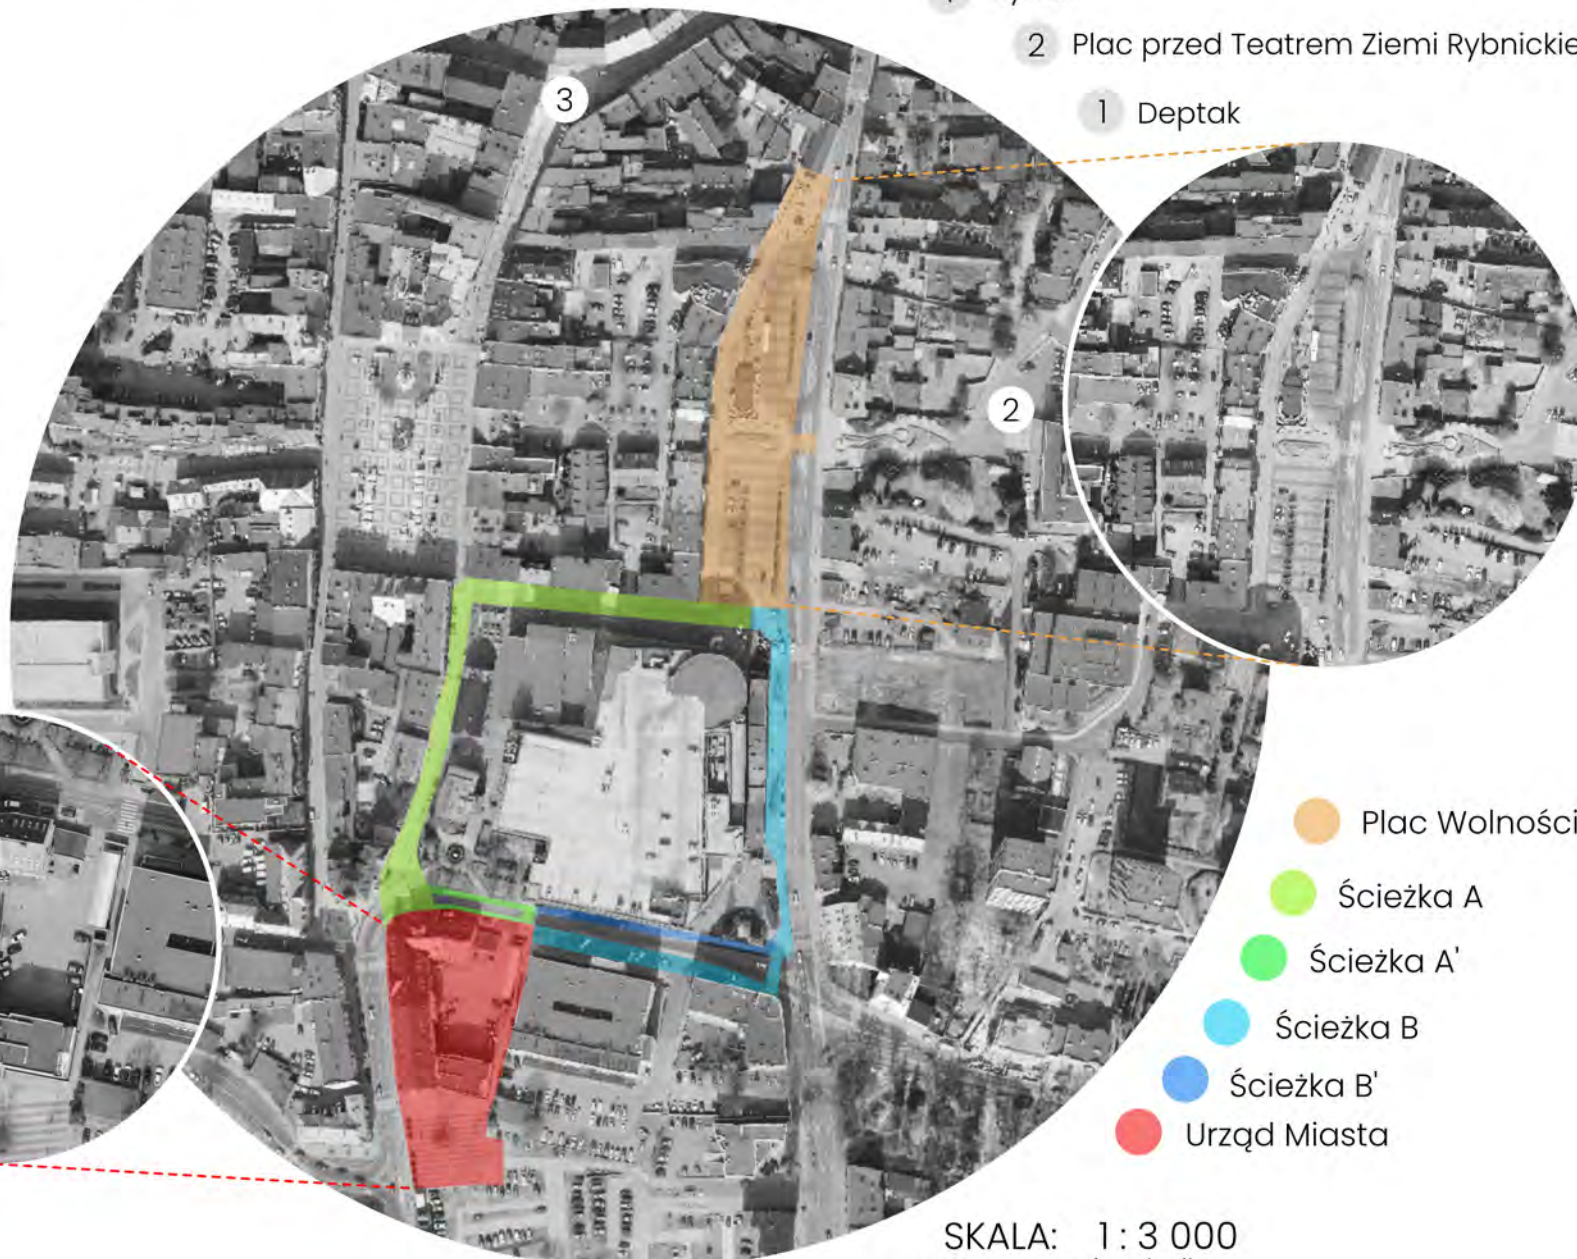 2 Plac przed Teatrem Ziemi Rybnickie
1 Deptak
3
2
Plac Wolności
Ścieżka A
Ścieżka A'
Ścieżka B
Ścieżka B'
Urząd Miasta
SKALA: 1 : 3 000